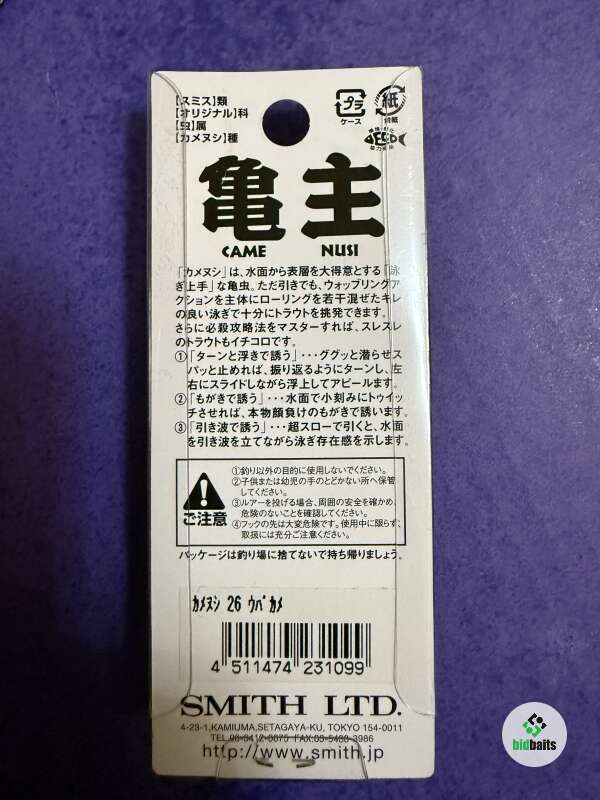 【スミス】類
【オリジナル】科
【虫】属
【カメヌシ】種
プラ
ケース
紙
台紙
亀主
CAME NUSI
「カメヌシ」は、水面から表層を大得意とする「泳
ぎ上手」な亀虫。ただ引きでも、ウォップリングア
クションを主体にローリングを若干混ぜたキレ
の良い泳ぎで十分にトラウトを挑発できます。
さらに必殺攻略法をマスターすれば、スレスレ
のトラウトもイチコロです。
①「ターンと浮きで誘う」・・・ググッと潜らせス
パッと止めれば、振り返るようにターンし、左
右にスライドしながら浮上してアピールます。
②「もがきで誘う」・・・水面で小刻みにトゥイッ
チさせれば、本物顔負けのもがきで誘います。
③「引き波で誘う」・・・超スローで引くと、水面
を引き波を立てながら泳ぎ存在感を示します。
ご注意
①釣り以外の目的に使用しないでください。
②子供または幼児の手のとどかない所へ保管
してください。
③ルアーを投げる場合、周囲の安全を確かめ、
危険のないことを確認してください。
④フックの先は大変危険です。使用中に限らず、
取扱には充分ご注意ください。
パッケージは釣り場に捨てないで持ち帰りましょう。
ｶﾒﾇｼ 26 ｳﾊﾞｶﾒ
4 511474 231099
SMITH LTD.
4-23-1,KAMIUMA,SETAGAYA-KU, TOKYO 154-0011
http://www.smith.jp
bidbaits